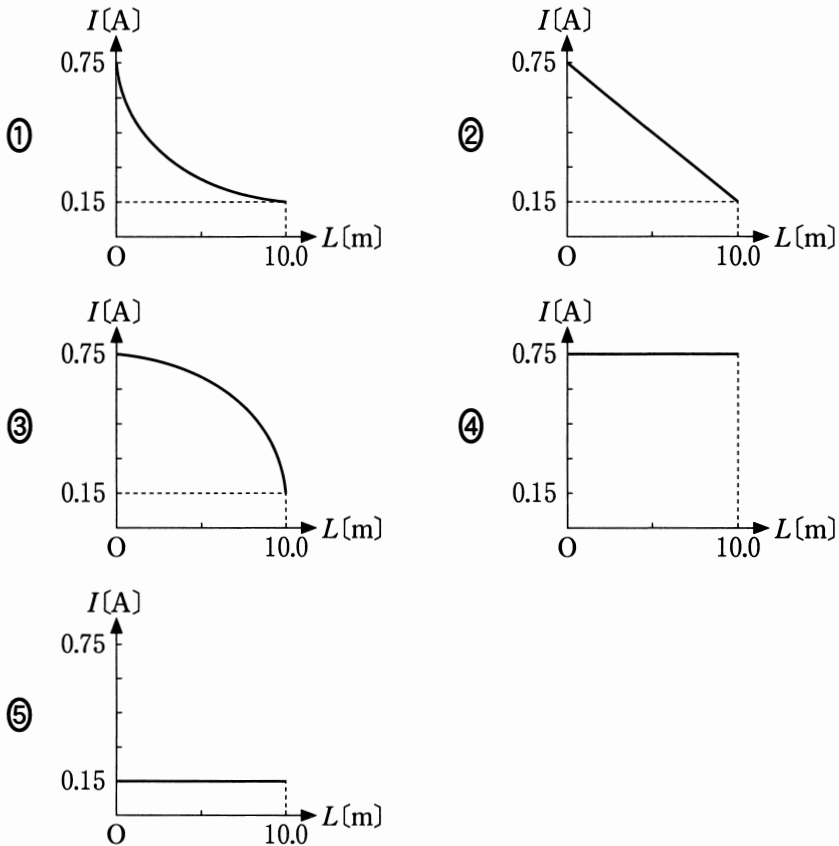 ① I〔A〕 0.75 0.15 O 10.0 L〔m〕
② I〔A〕 0.75 0.15 O 10.0 L〔m〕
③ I〔A〕 0.75 0.15 O 10.0 L〔m〕
④ I〔A〕 0.75 0.15 O 10.0 L〔m〕
⑤ I〔A〕 0.75 0.15 O 10.0 L〔m〕